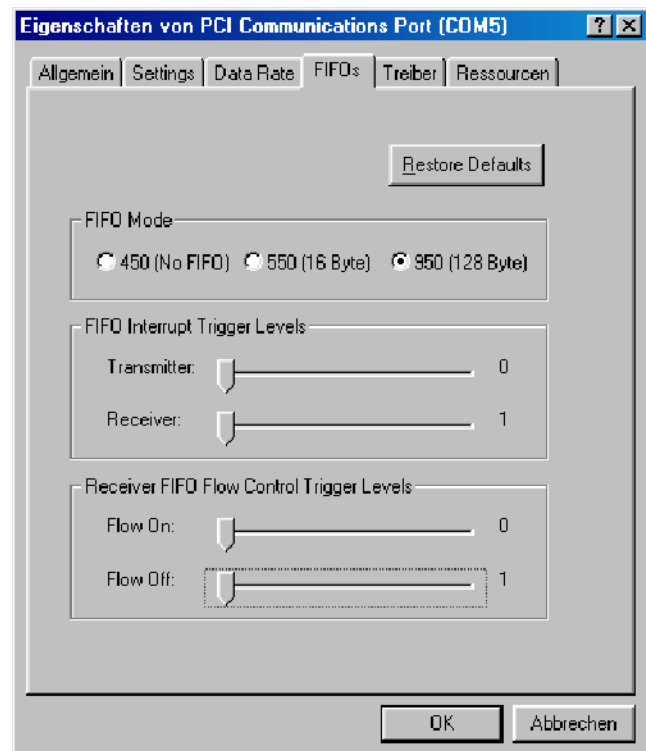 Eigenschaften von PCI Communications Port (COM5) ? ×
Allgemein Settings Data Rate FIFOs Treiber Ressourcen
Restore Defaults
FIFO Mode
450 (No FIFO) 550 (16 Byte) 950 (128 Byte)
FIFO Interrupt Trigger Levels
Transmitter: 0
Receiver: 1
Receiver FIFO Flow Control Trigger Levels
Flow On: 0
Flow Off: 1
OK Abbrechen